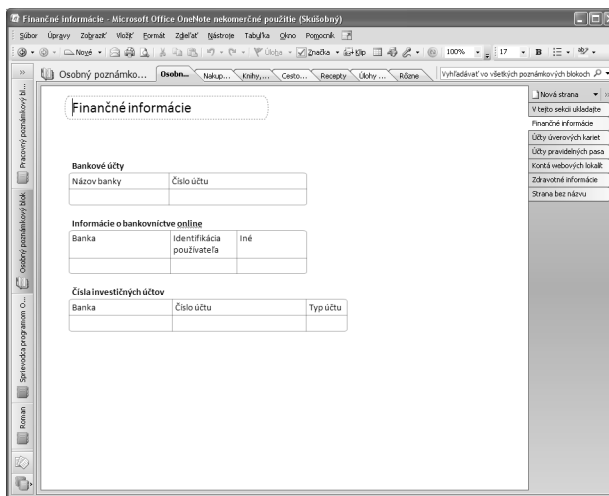 Finančné informácie - Microsoft Office OneNote nekomerčné použitie (Skúšobný)
Súbor Úpravy Zobraziť Vložiť Formát Zdieľať Nástroje Tabuľka Okno Pomocník
Nové Úloha Značka Klip 100% 17 B
Osobný poznámko... Osobn... Nakup... Knihy,... Cesto... Recepty Úlohy ... Rôzne Vyhľadávať vo všetkých poznámkových blokoch
Pracovný poznámkový bl...
Osobný poznámkový blok
Sprievodca programom O...
Roman
Finančné informácie
Bankové účty
Názov banky Číslo účtu
Informácie o bankovníctve online
Banka Identifikácia Iné
používateľa
Čísla investičných účtov
Banka Číslo účtu Typ účtu
Nová strana
V tejto sekcii ukladajte
Finančné informácie
Účty úverových kariet
Účty pravidelných pasa
Kontá webových lokalít
Zdravotné informácie
Strana bez názvu